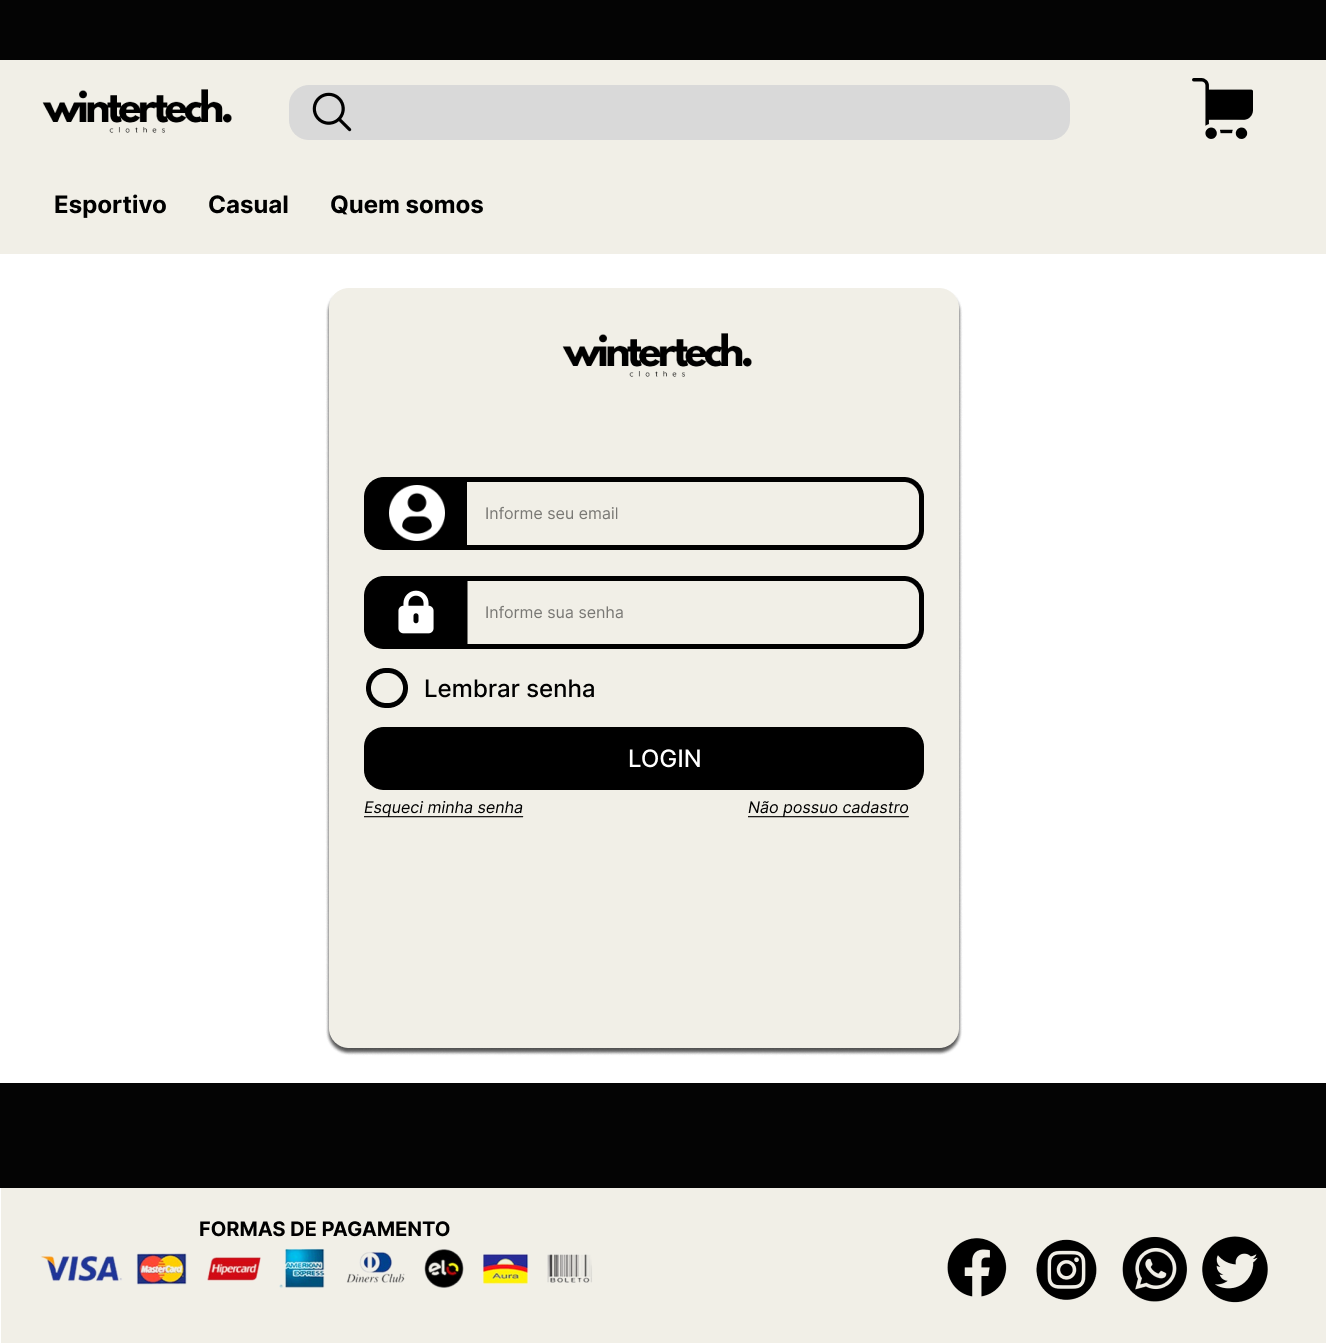 wintertech.
clothes
Esportivo Casual Quem somos
wintertech.
clothes
Informe seu email
Informe sua senha
Lembrar senha
LOGIN
Esqueci minha senha Não possuo cadastro
FORMAS DE PAGAMENTO
VISA MasterCard Hipercard AMERICAN EXPRESS Diners Club elo Aura BOLETO